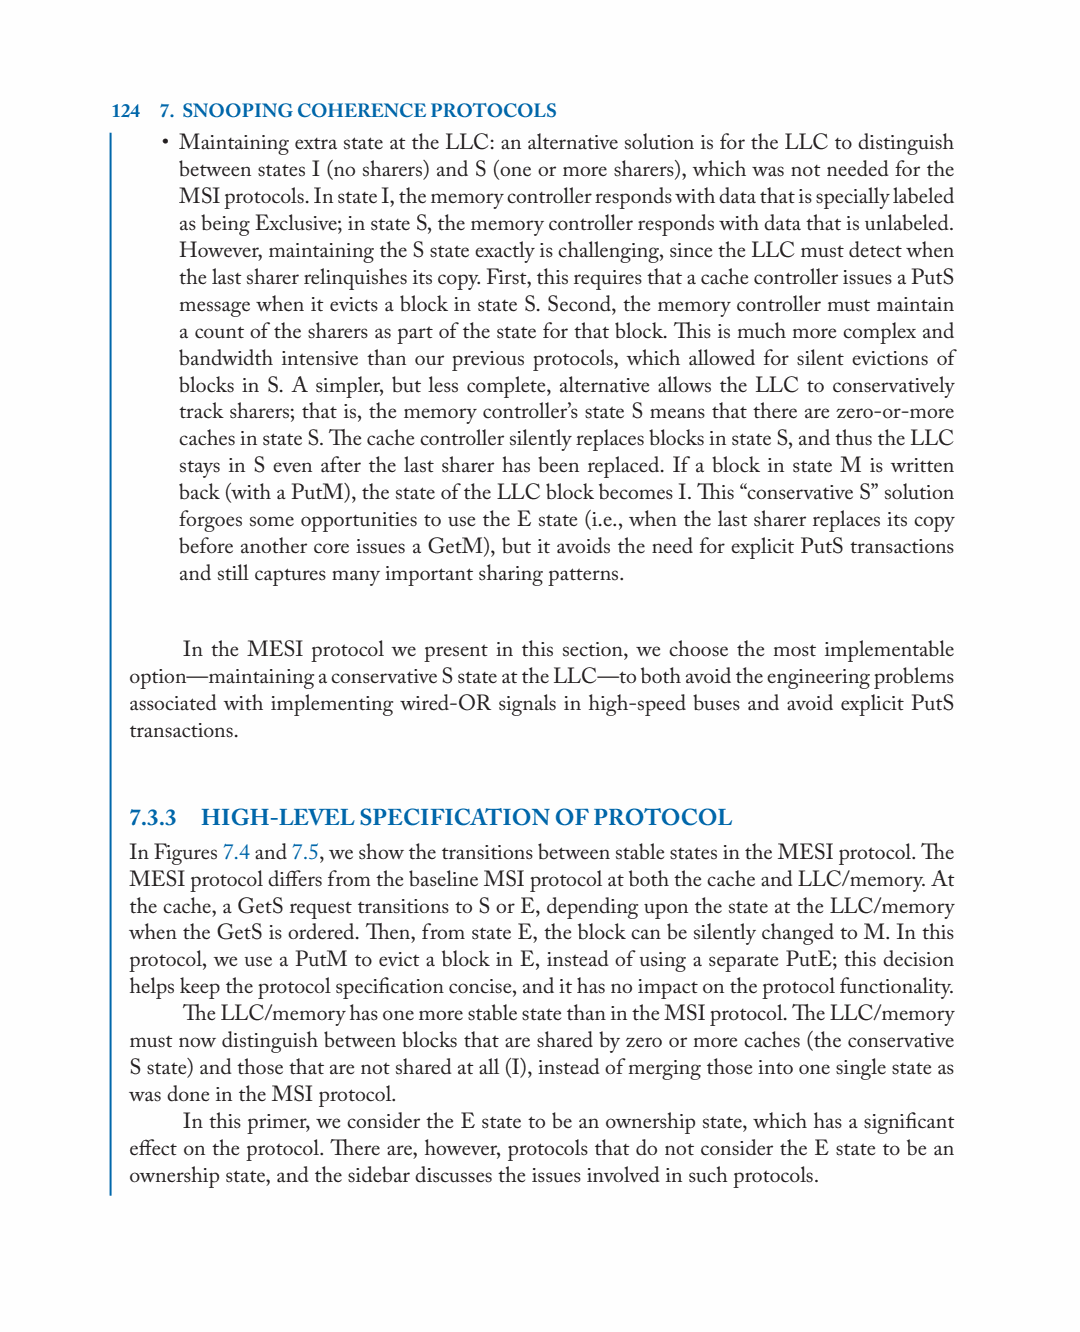 124 7. SNOOPING COHERENCE PROTOCOLS
• Maintaining extra state at the LLC: an alternative solution is for the LLC to distinguish
between states I (no sharers) and S (one or more sharers), which was not needed for the
MSI protocols. In state I, the memory controller responds with data that is specially labeled
as being Exclusive; in state S, the memory controller responds with data that is unlabeled.
However, maintaining the S state exactly is challenging, since the LLC must detect when
the last sharer relinquishes its copy. First, this requires that a cache controller issues a PutS
message when it evicts a block in state S. Second, the memory controller must maintain
a count of the sharers as part of the state for that block. This is much more complex and
bandwidth intensive than our previous protocols, which allowed for silent evictions of
blocks in S. A simpler, but less complete, alternative allows the LLC to conservatively
track sharers; that is, the memory controller’s state S means that there are zero-or-more
caches in state S. The cache controller silently replaces blocks in state S, and thus the LLC
stays in S even after the last sharer has been replaced. If a block in state M is written
back (with a PutM), the state of the LLC block becomes I. This “conservative S” solution
forgoes some opportunities to use the E state (i.e., when the last sharer replaces its copy
before another core issues a GetM), but it avoids the need for explicit PutS transactions
and still captures many important sharing patterns.
In the MESI protocol we present in this section, we choose the most implementable
option—maintaining a conservative S state at the LLC—to both avoid the engineering problems
associated with implementing wired-OR signals in high-speed buses and avoid explicit PutS
transactions.
7.3.3 HIGH-LEVEL SPECIFICATION OF PROTOCOL
In Figures 7.4 and 7.5, we show the transitions between stable states in the MESI protocol. The
MESI protocol differs from the baseline MSI protocol at both the cache and LLC/memory. At
the cache, a GetS request transitions to S or E, depending upon the state at the LLC/memory
when the GetS is ordered. Then, from state E, the block can be silently changed to M. In this
protocol, we use a PutM to evict a block in E, instead of using a separate PutE; this decision
helps keep the protocol specification concise, and it has no impact on the protocol functionality.
The LLC/memory has one more stable state than in the MSI protocol. The LLC/memory
must now distinguish between blocks that are shared by zero or more caches (the conservative
S state) and those that are not shared at all (I), instead of merging those into one single state as
was done in the MSI protocol.
In this primer, we consider the E state to be an ownership state, which has a significant
effect on the protocol. There are, however, protocols that do not consider the E state to be an
ownership state, and the sidebar discusses the issues involved in such protocols.